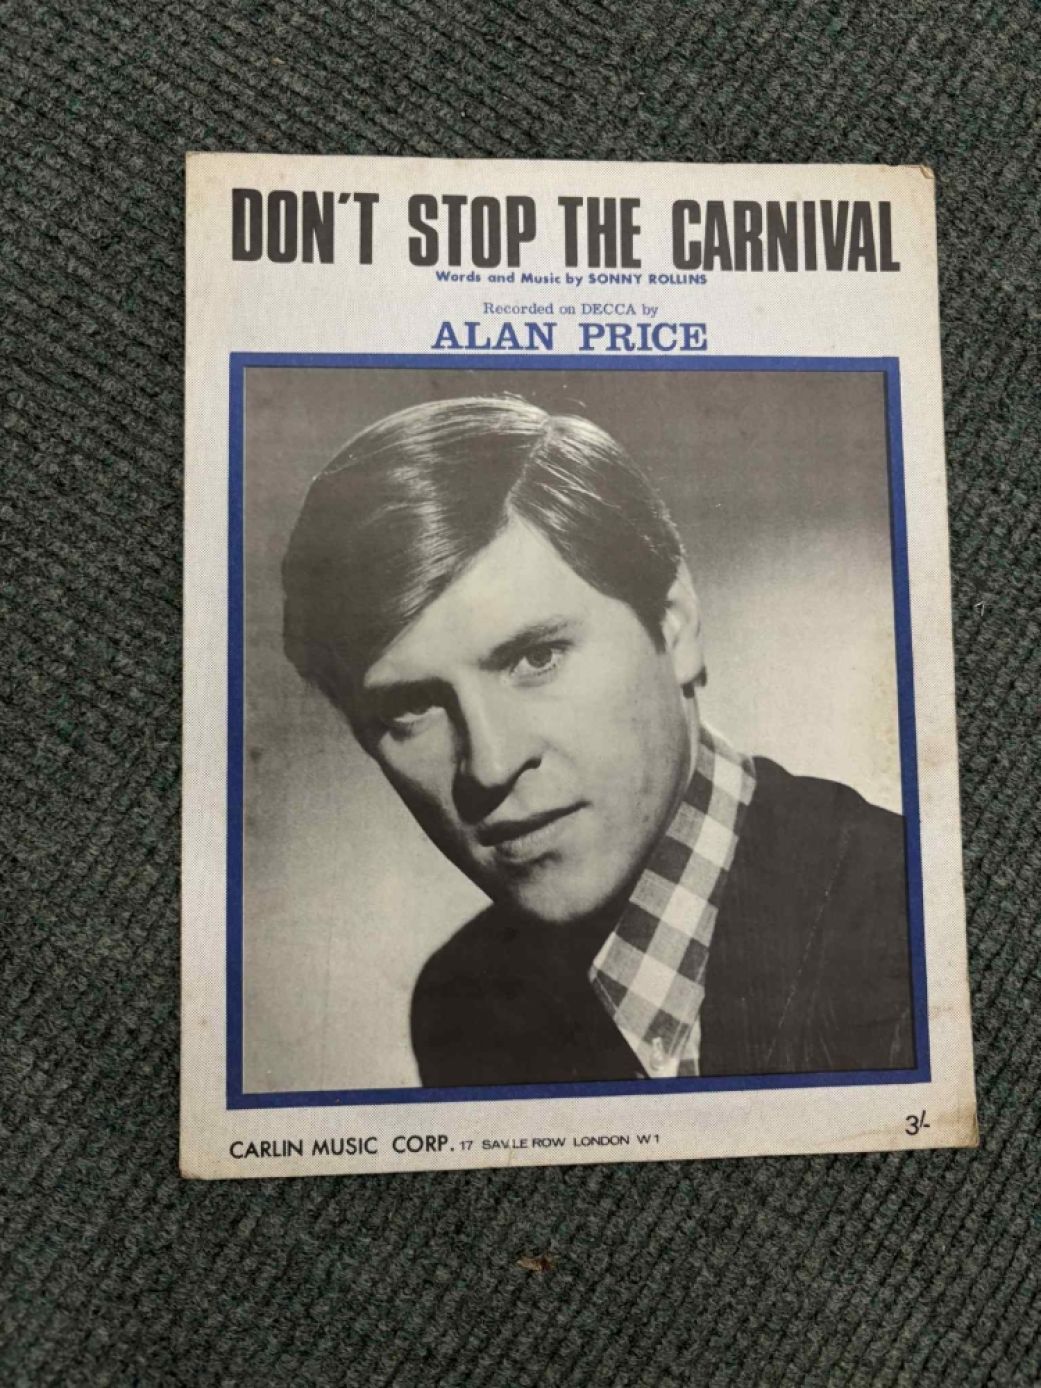 DON'T STOP THE CARNIVAL
Words and Music by SONNY ROLLINS
Recorded on DECCA by
ALAN PRICE
CARLIN MUSIC CORP. 17 SAVILE ROW LONDON W1
3/-